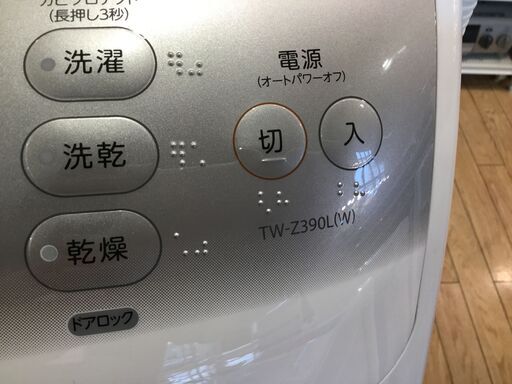 (長押し3秒)
洗濯
洗乾
乾燥
ドアロック
電源
(オートパワーオフ)
切
入
TW-Z390L(W)